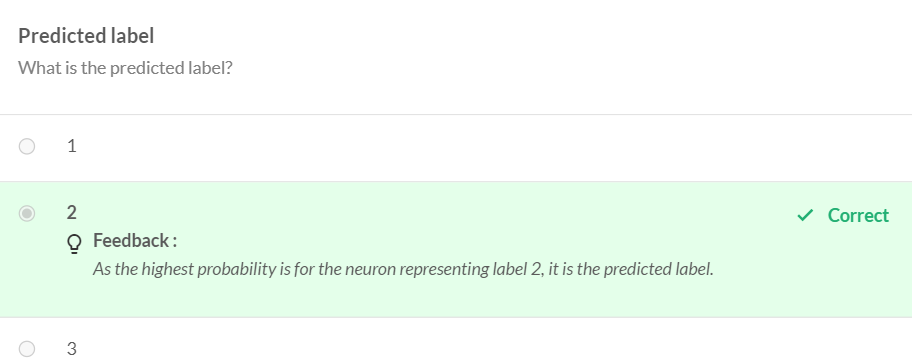 Predicted label
What is the predicted label?
1
2
Correct
Feedback :
As the highest probability is for the neuron representing label 2, it is the predicted label.
3